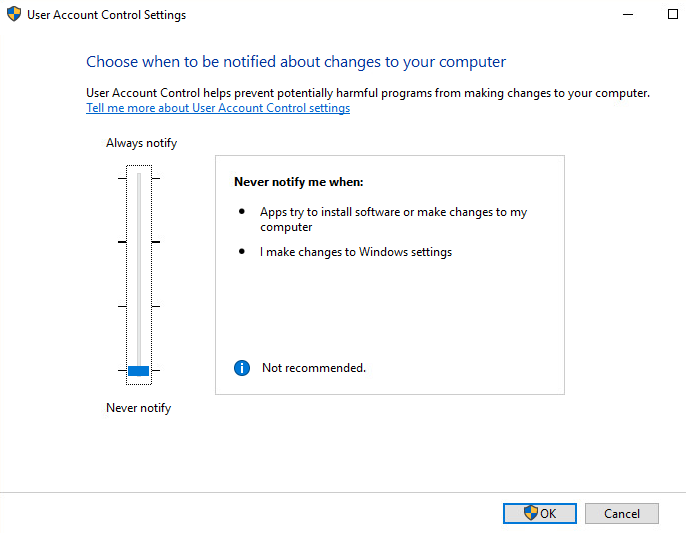 User Account Control Settings
Choose when to be notified about changes to your computer
User Account Control helps prevent potentially harmful programs from making changes to your computer.
Tell me more about User Account Control settings
Always notify
Never notify me when:
Apps try to install software or make changes to my
computer
I make changes to Windows settings
Not recommended.
Never notify
OK
Cancel